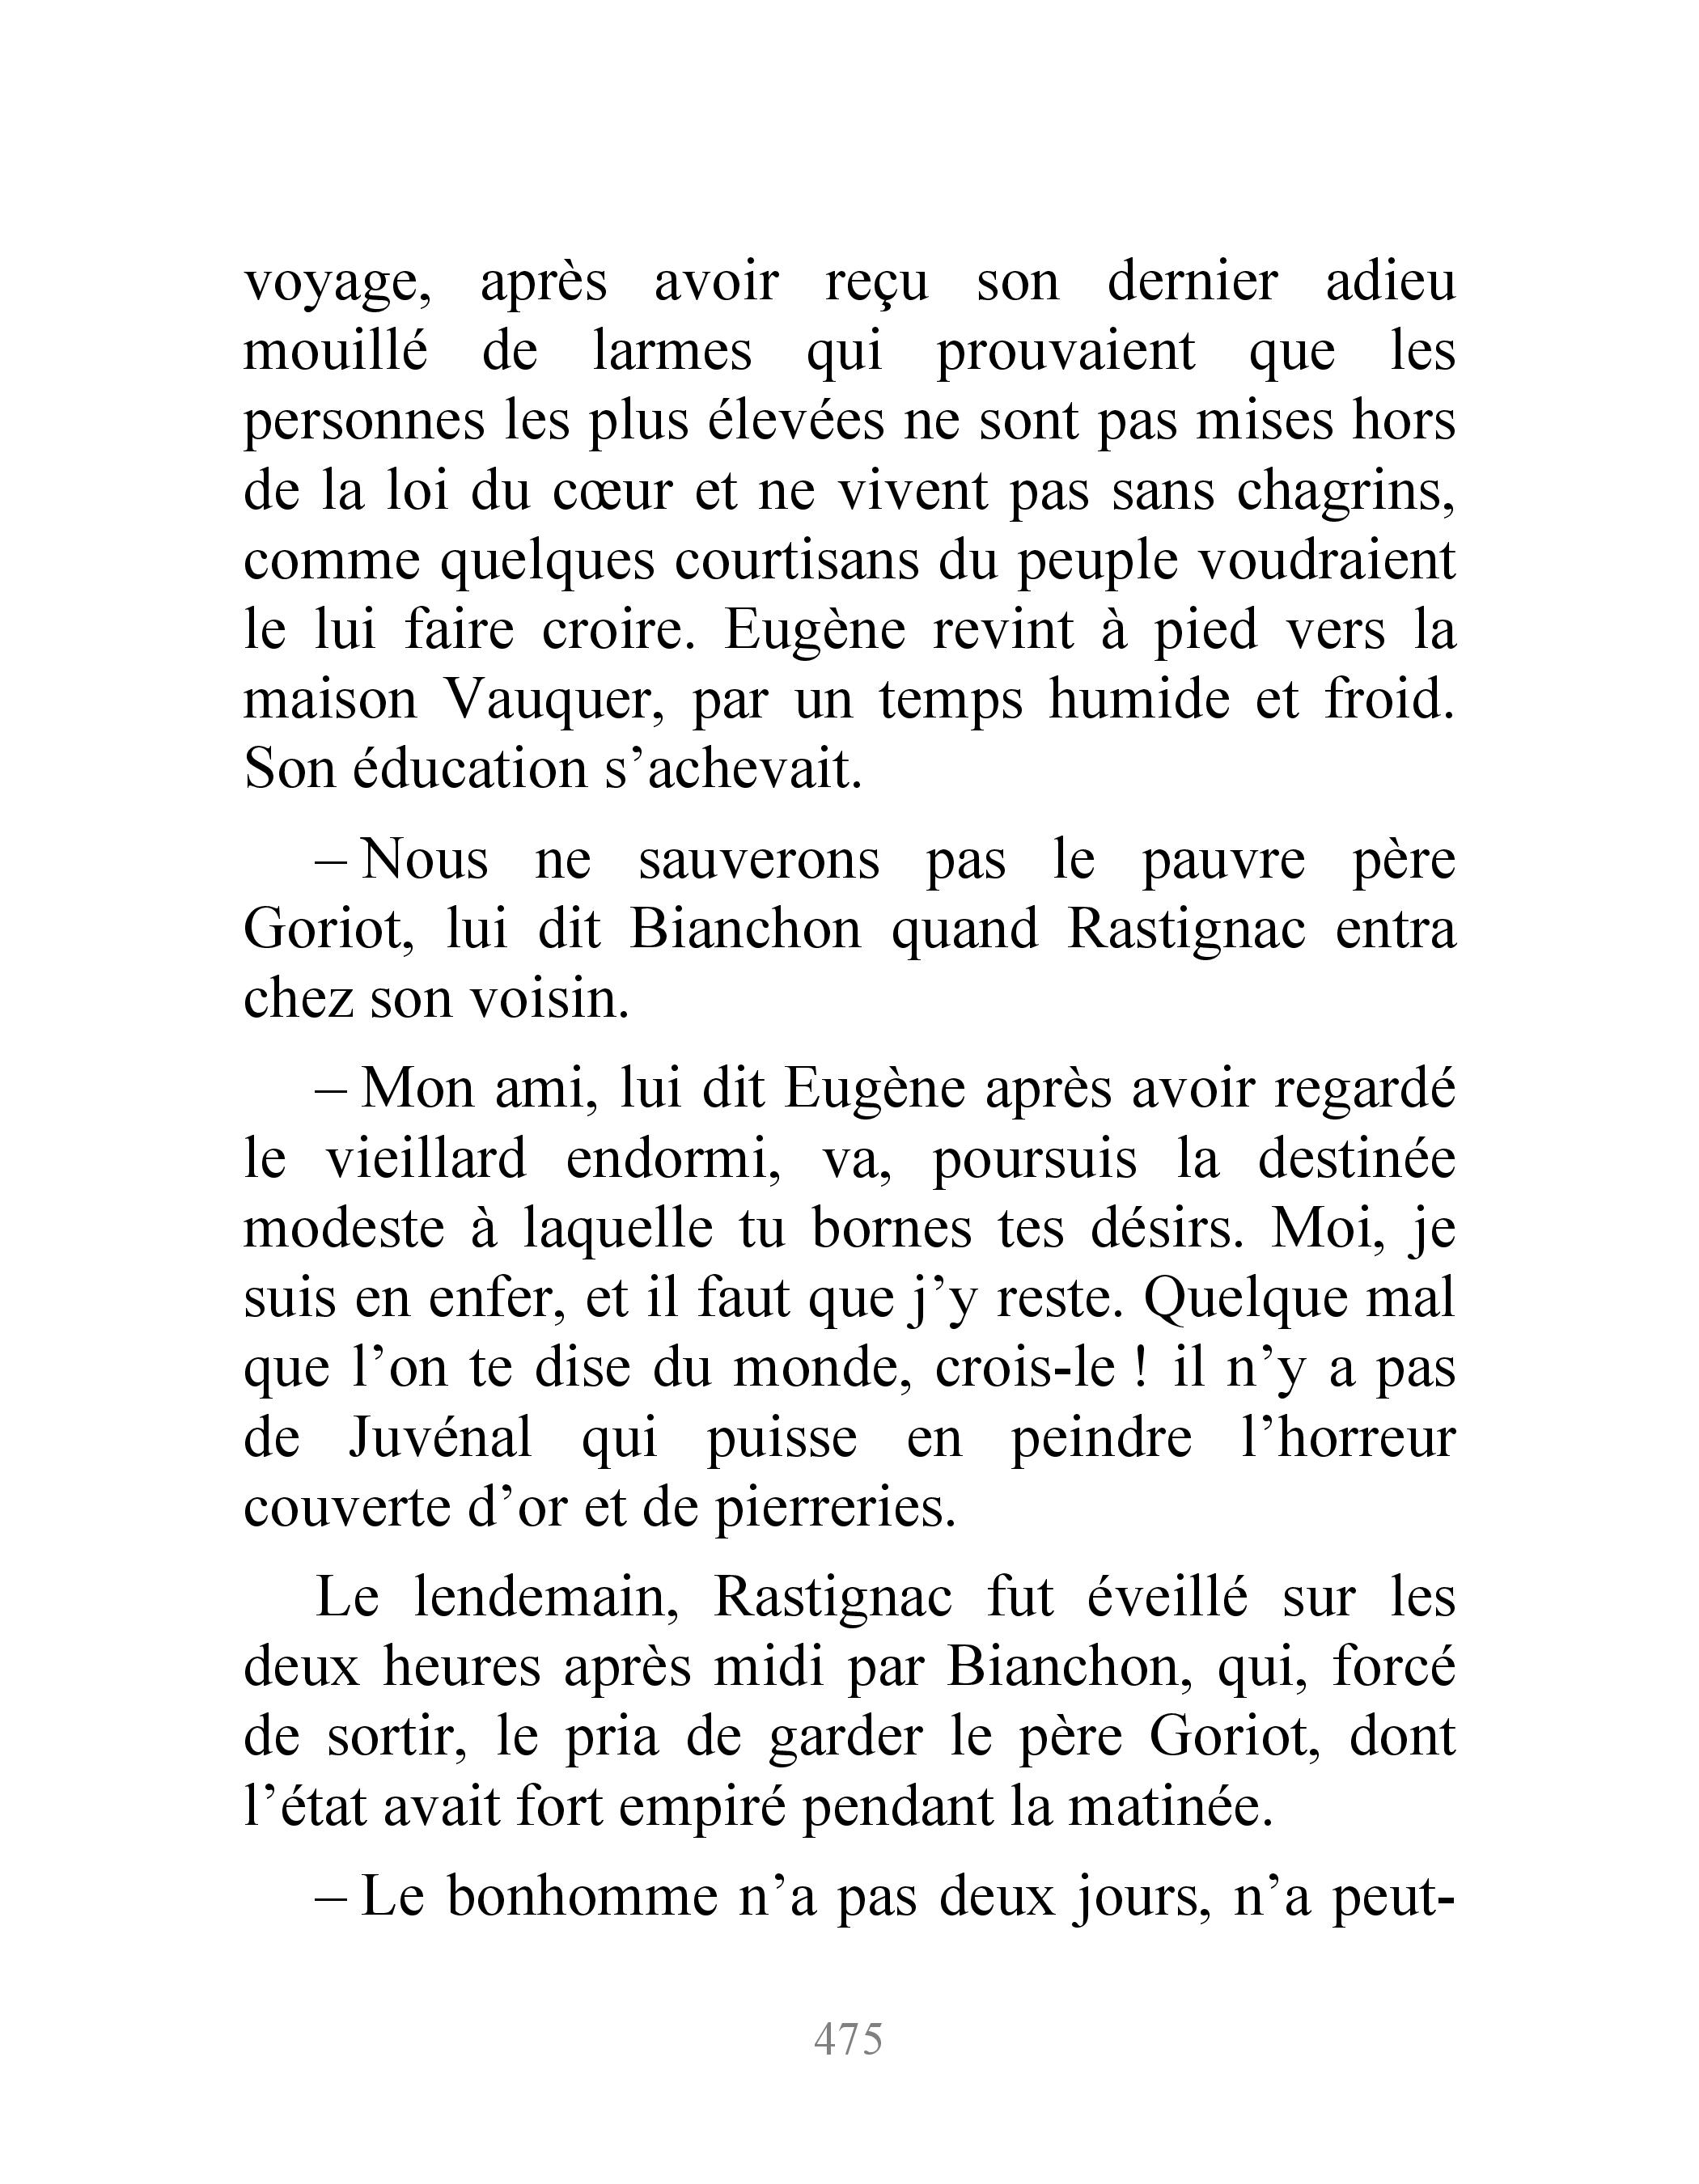 voyage, après avoir reçu son dernier adieu
mouillé de larmes qui prouvaient que les
personnes les plus élevées ne sont pas mises hors
de la loi du cœur et ne vivent pas sans chagrins,
comme quelques courtisans du peuple voudraient
le lui faire croire. Eugène revint à pied vers la
maison Vauquer, par un temps humide et froid.
Son éducation s’achevait.
– Nous ne sauverons pas le pauvre père
Goriot, lui dit Bianchon quand Rastignac entra
chez son voisin.
– Mon ami, lui dit Eugène après avoir regardé
le vieillard endormi, va, poursuis la destinée
modeste à laquelle tu bornes tes désirs. Moi, je
suis en enfer, et il faut que j’y reste. Quelque mal
que l’on te dise du monde, crois-le ! il n’y a pas
de Juvénal qui puisse en peindre l’horreur
couverte d’or et de pierreries.
Le lendemain, Rastignac fut éveillé sur les
deux heures après midi par Bianchon, qui, forcé
de sortir, le pria de garder le père Goriot, dont
l’état avait fort empiré pendant la matinée.
– Le bonhomme n’a pas deux jours, n’a peut-
475